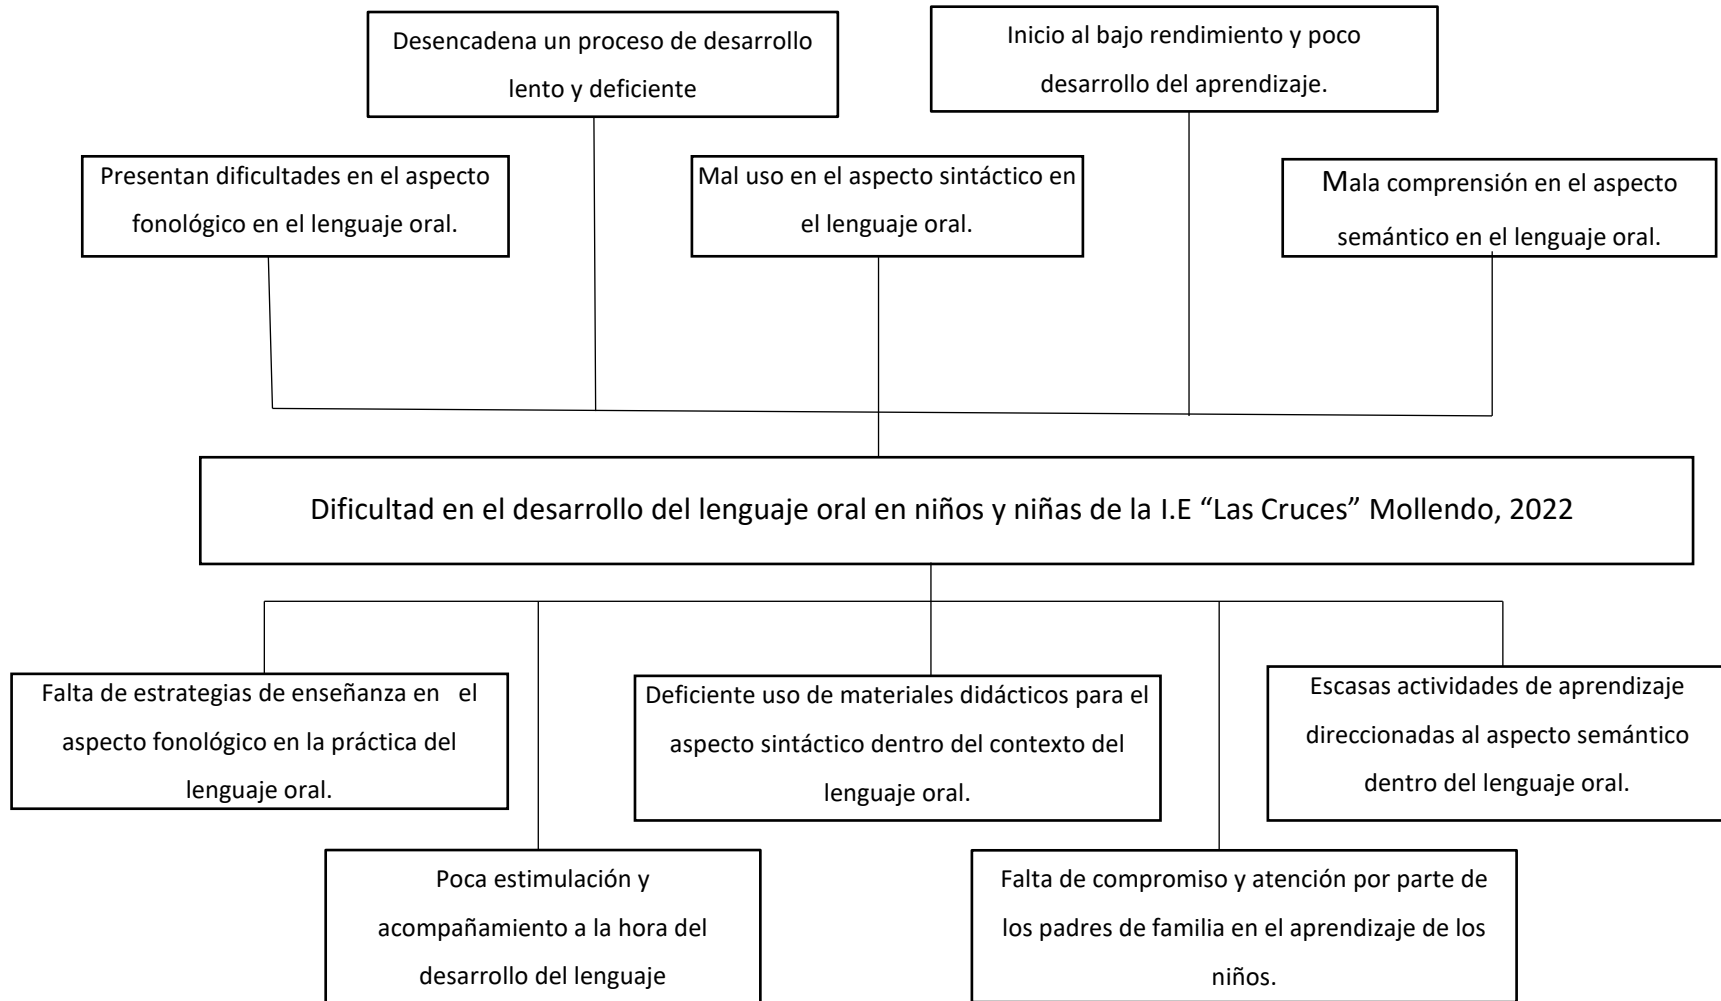 Desencadena un proceso de desarrollo
lento y deficiente
Inicio al bajo rendimiento y poco
desarrollo del aprendizaje.
Presentan dificultades en el aspecto
fonológico en el lenguaje oral.
Mal uso en el aspecto sintáctico en
el lenguaje oral.
Mala comprensión en el aspecto
semántico en el lenguaje oral.
Dificultad en el desarrollo del lenguaje oral en niños y niñas de la I.E “Las Cruces” Mollendo, 2022
Falta de estrategias de enseñanza en el
aspecto fonológico en la práctica del
lenguaje oral.
Deficiente uso de materiales didácticos para el
aspecto sintáctico dentro del contexto del
lenguaje oral.
Escasas actividades de aprendizaje
direccionadas al aspecto semántico
dentro del lenguaje oral.
Poca estimulación y
acompañamiento a la hora del
desarrollo del lenguaje
Falta de compromiso y atención por parte de
los padres de familia en el aprendizaje de los
niños.